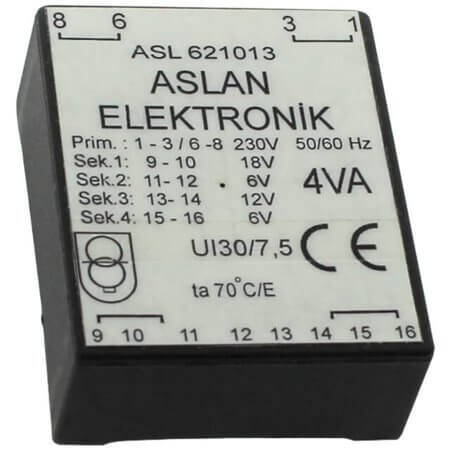 8 6 3 1
ASL 621013
ASLAN
ELEKTRONİK
Prim. : 1 - 3 / 6 -8 230V 50/60 Hz
Sek.1: 9 - 10 18V
Sek.2: 11- 12 6V 4VA
Sek.3: 13- 14 12V
Sek.4: 15 - 16 6V
UI30/7,5 CE
ta 70°C/E
9 10 11 12 13 14 15 16